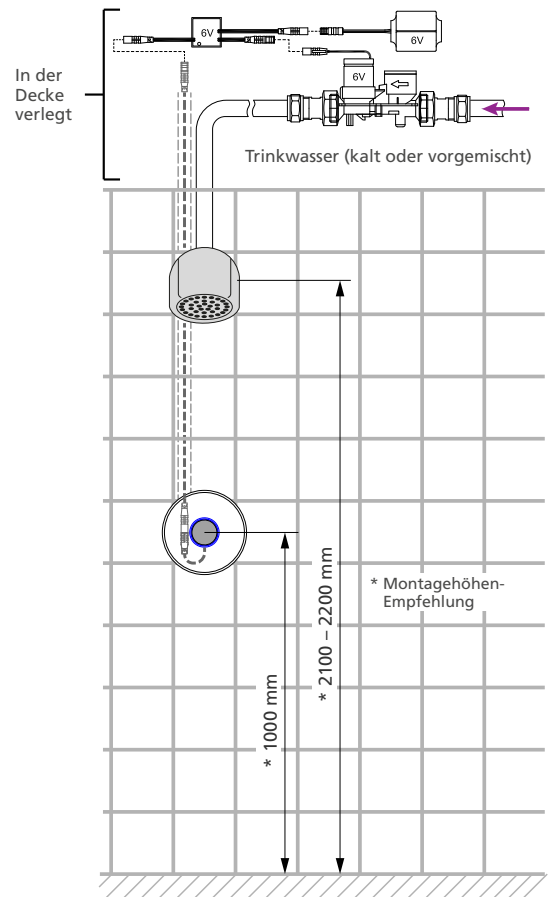 6V
6V
6V
In der
Decke
verlegt
Trinkwasser (kalt oder vorgemischt)
* 2100 – 2200 mm
* Montagehöhen-
Empfehlung
* 1000 mm